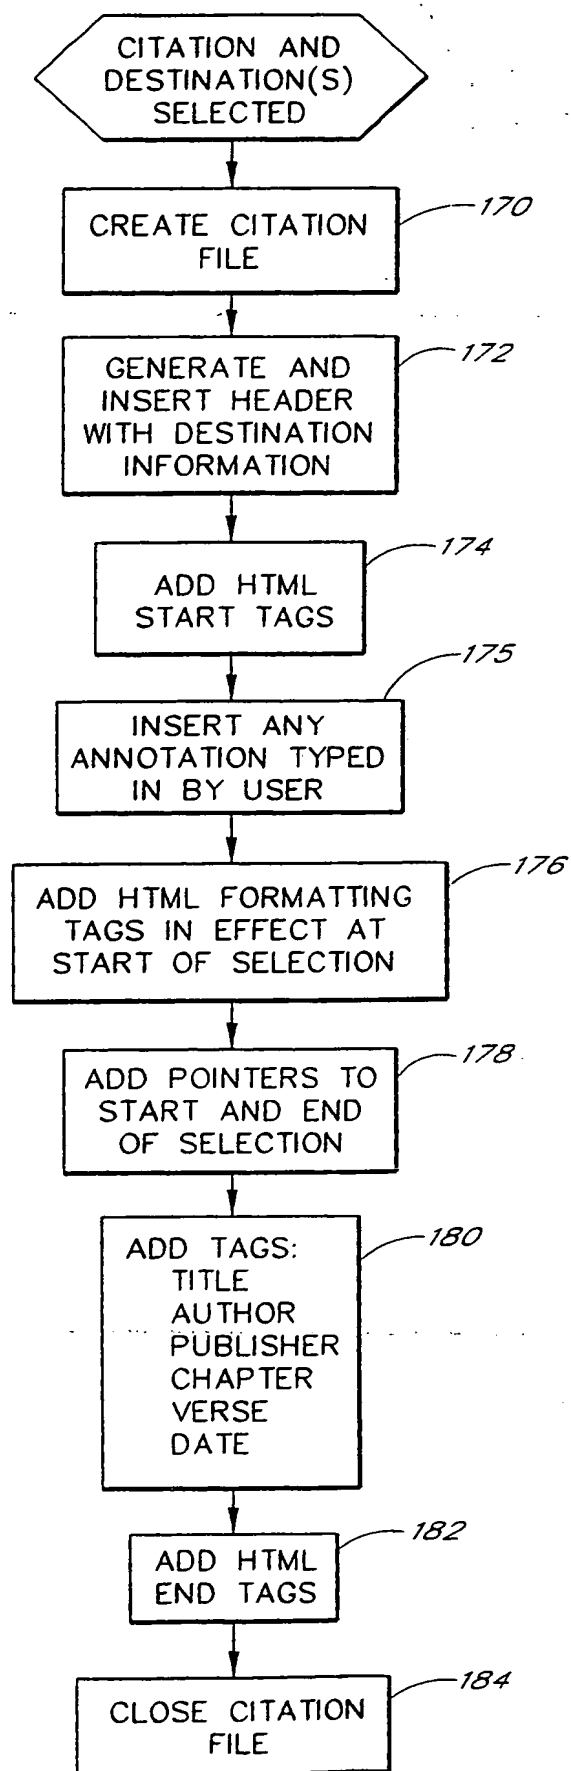 CITATION AND
DESTINATION(S)
SELECTED
CREATE CITATION
FILE
170
GENERATE AND
INSERT HEADER
WITH DESTINATION
INFORMATION
172
ADD HTML
START TAGS
174
INSERT ANY
ANNOTATION TYPED
IN BY USER
175
ADD HTML FORMATTING
TAGS IN EFFECT AT
START OF SELECTION
176
ADD POINTERS TO
START AND END
OF SELECTION
178
ADD TAGS:
TITLE
AUTHOR
PUBLISHER
CHAPTER
VERSE
DATE
180
ADD HTML
END TAGS
182
CLOSE CITATION
FILE
184